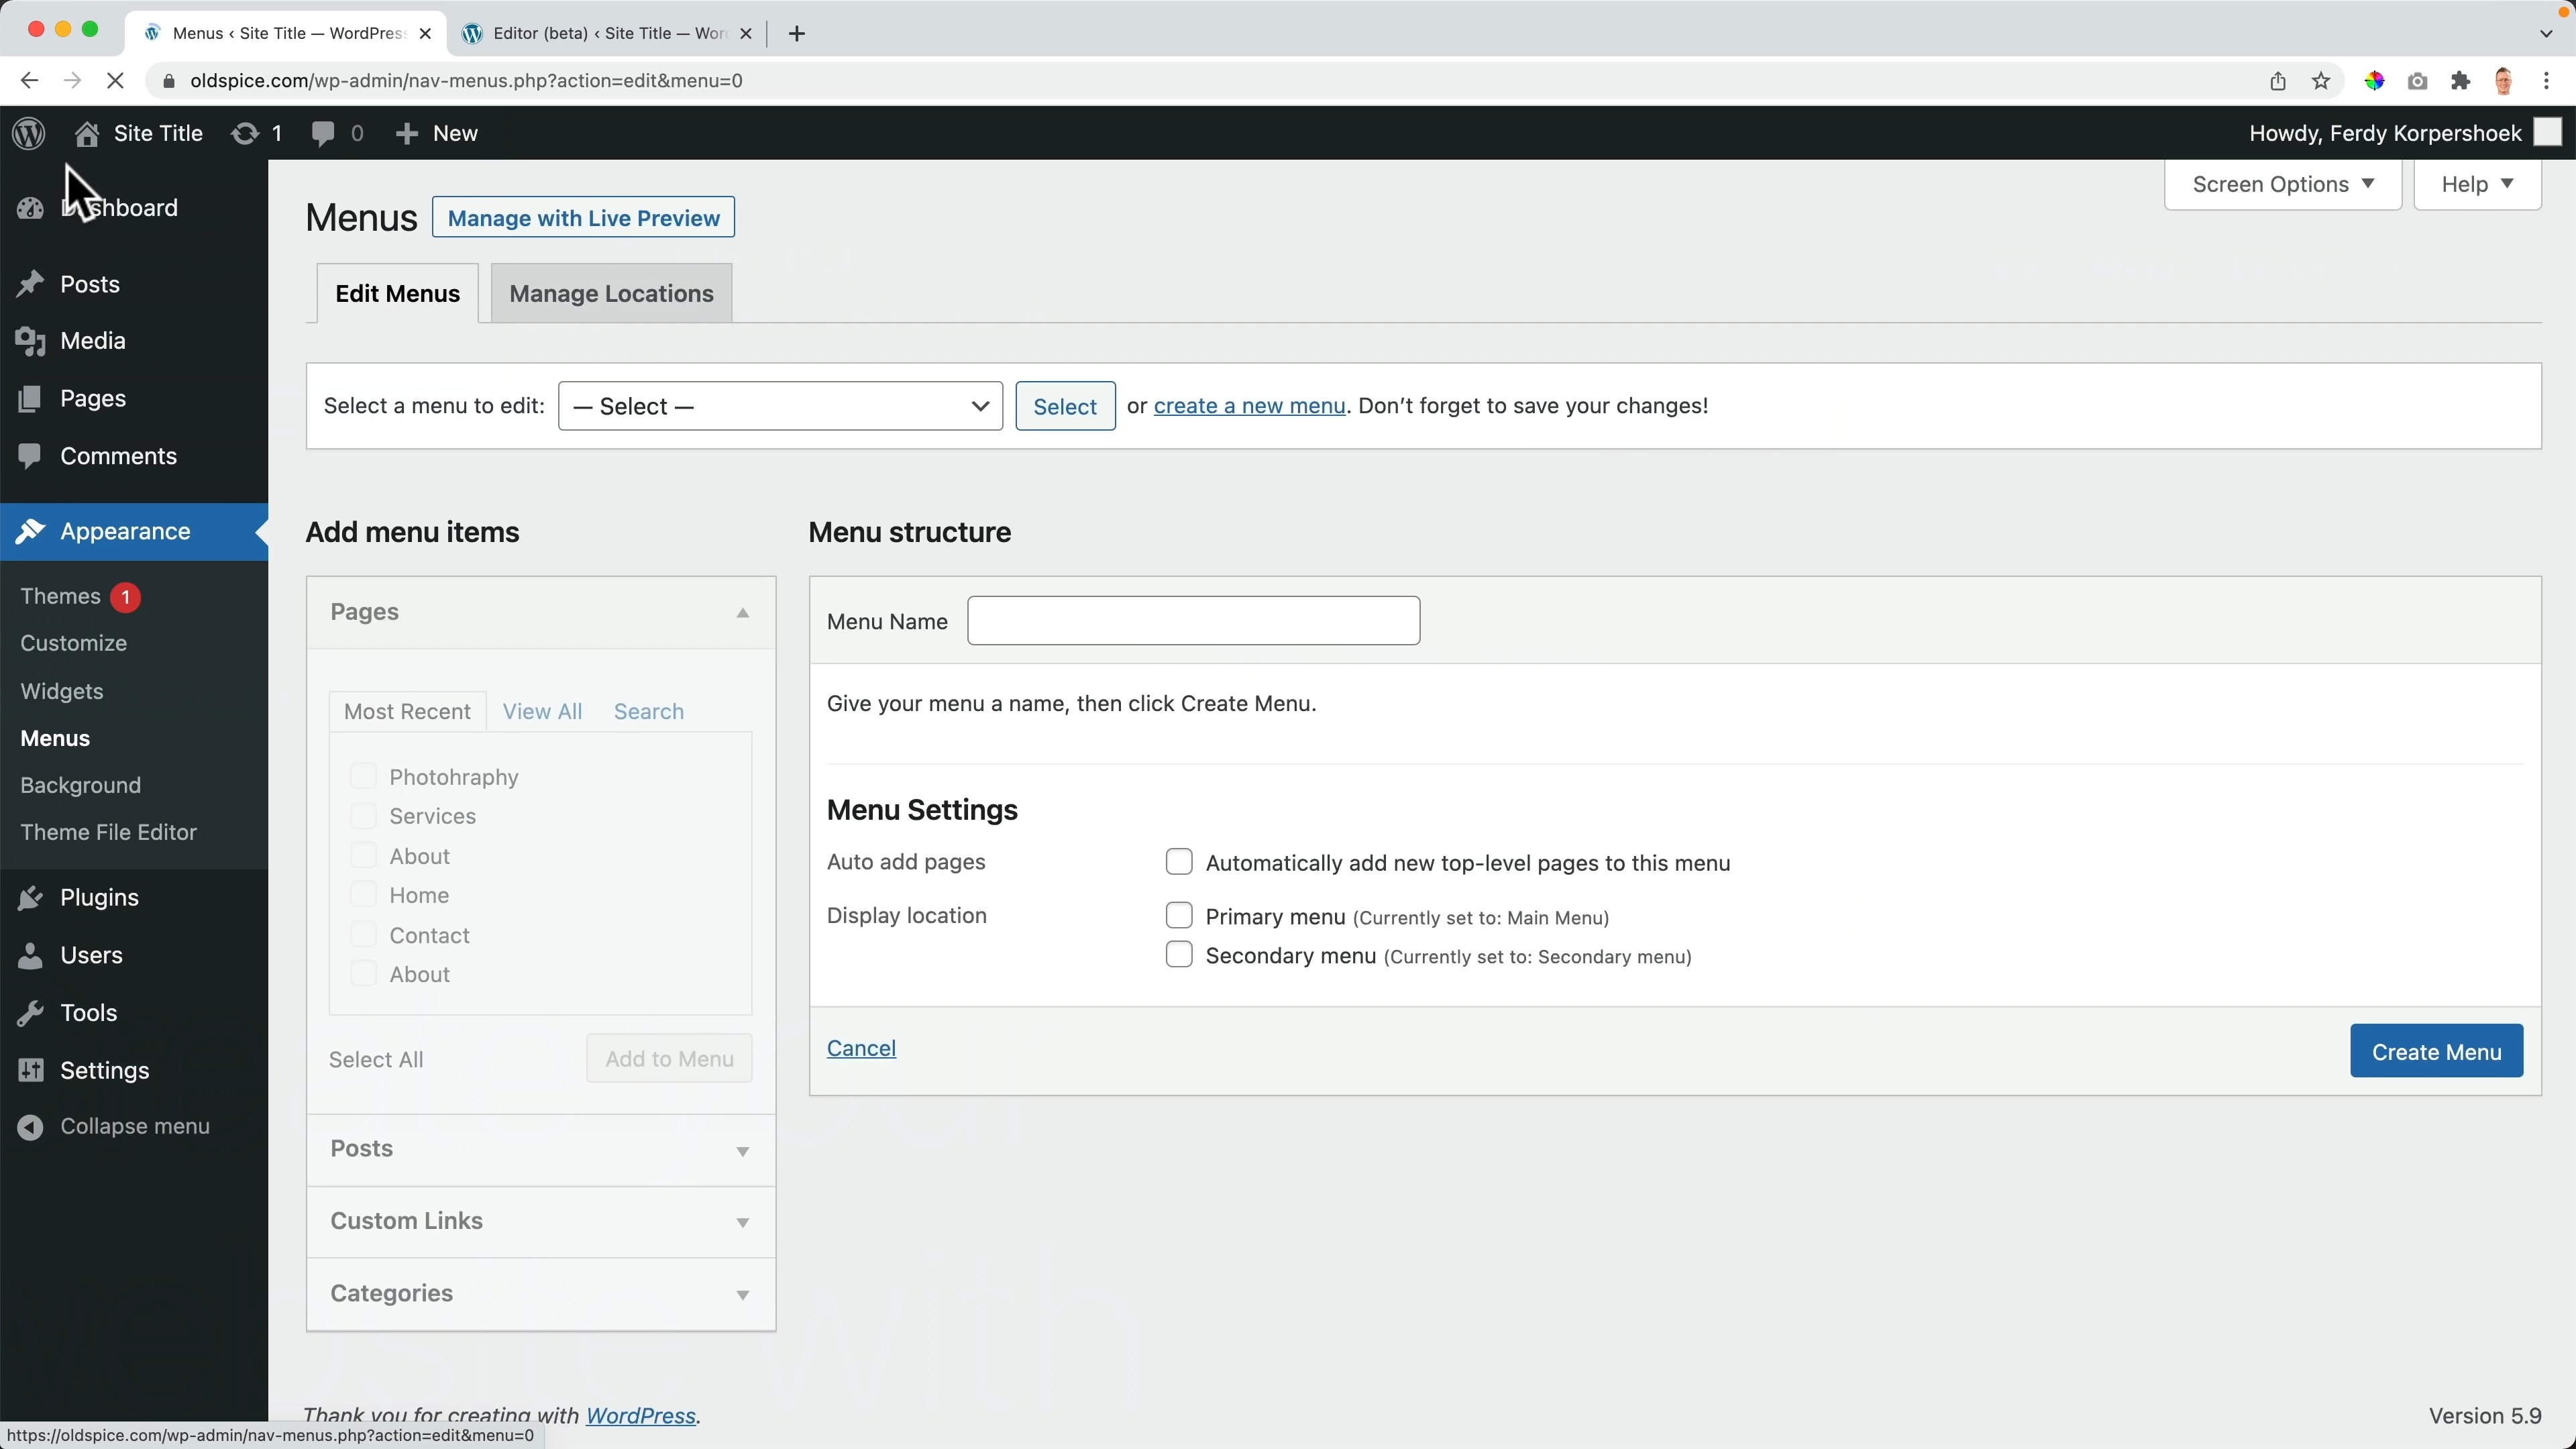 Menus ‹ Site Title — WordPress
Editor (beta) ‹ Site Title — Wor
oldspice.com/wp-admin/nav-menus.php?action=edit&menu=0
Site Title
1
0
New
Howdy, Ferdy Korpershoek
Dashboard
Posts
Media
Pages
Comments
Appearance
Themes 1
Customize
Widgets
Menus
Background
Theme File Editor
Plugins
Users
Tools
Settings
Collapse menu
Screen Options
Help
Menus
Manage with Live Preview
Edit Menus
Manage Locations
Select a menu to edit: — Select — Select or create a new menu. Don’t forget to save your changes!
Add menu items
Pages
Most Recent
View All
Search
Photohraphy
Services
About
Home
Contact
About
Select All
Add to Menu
Posts
Custom Links
Categories
Menu structure
Menu Name
Give your menu a name, then click Create Menu.
Menu Settings
Auto add pages
Automatically add new top-level pages to this menu
Display location
Primary menu (Currently set to: Main Menu)
Secondary menu (Currently set to: Secondary menu)
Cancel
Create Menu
Thank you for creating with WordPress.
Version 5.9
https://oldspice.com/wp-admin/nav-menus.php?action=edit&menu=0